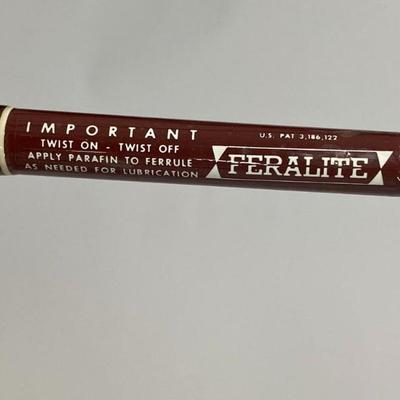 IMPORTANT
TWIST ON - TWIST OFF
APPLY PARAFIN TO FERRULE
AS NEEDED FOR LUBRICATION
U.S. PAT 3,186,122
FERALITE